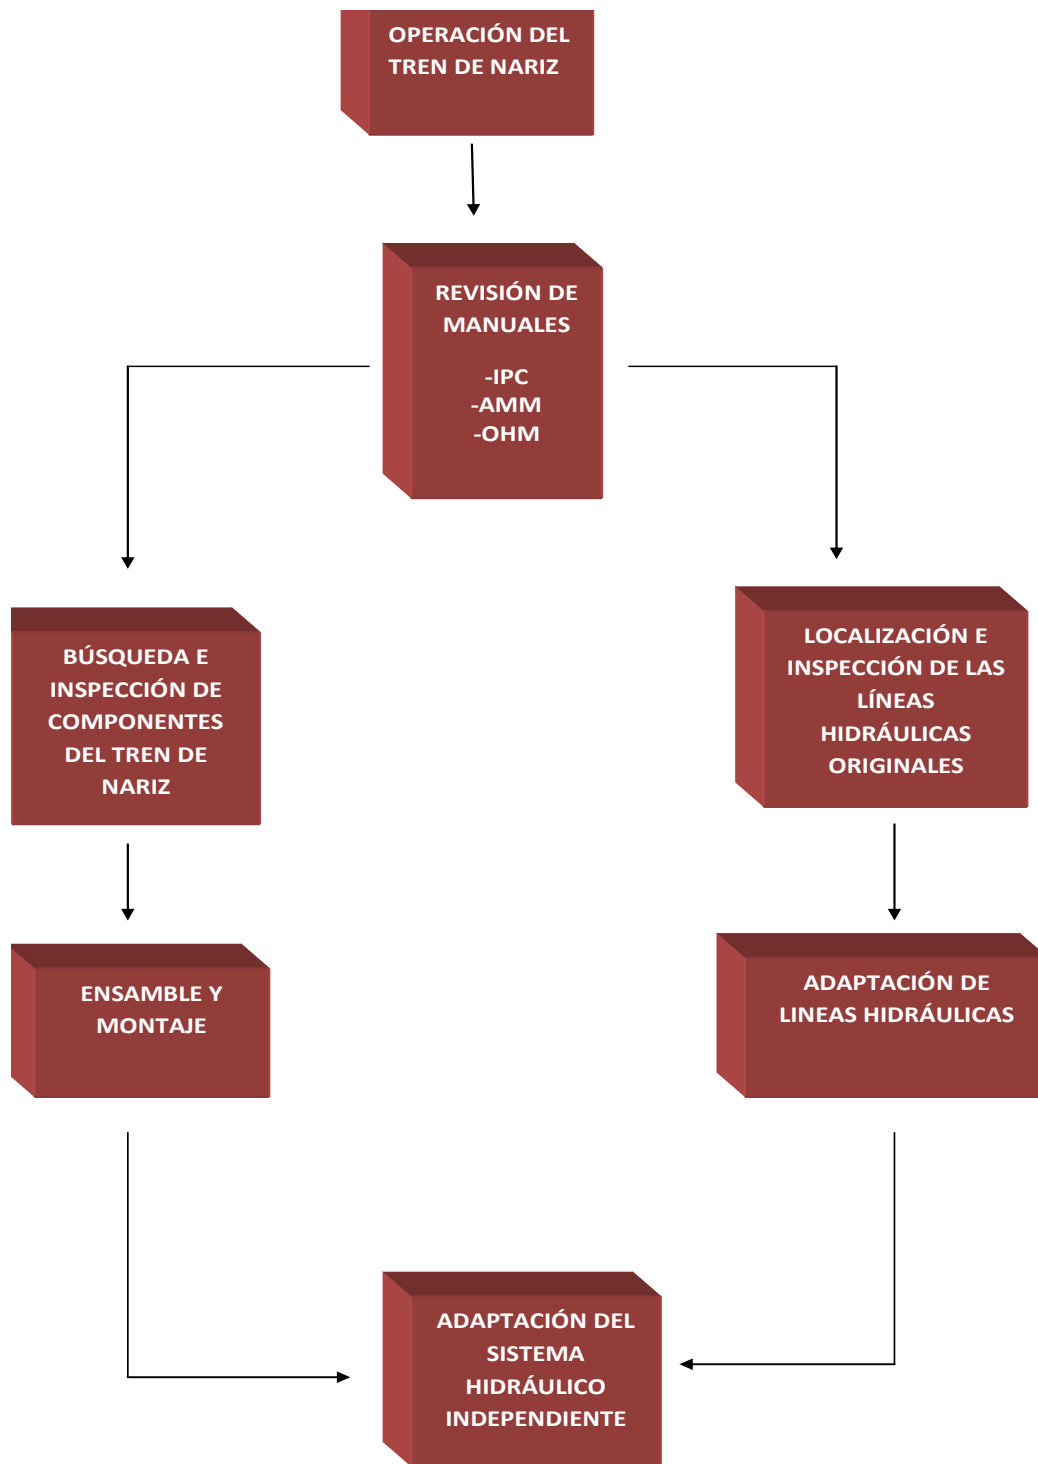 OPERACIÓN DEL
TREN DE NARIZ
REVISIÓN DE
MANUALES
-IPC
-AMM
-OHM
BÚSQUEDA E
INSPECCIÓN DE
COMPONENTES
DEL TREN DE
NARIZ
LOCALIZACIÓN E
INSPECCIÓN DE LAS
LÍNEAS
HIDRÁULICAS
ORIGINALES
ENSAMBLE Y
MONTAJE
ADAPTACIÓN DE
LINEAS HIDRÁULICAS
ADAPTACIÓN DEL
SISTEMA
HIDRÁULICO
INDEPENDIENTE